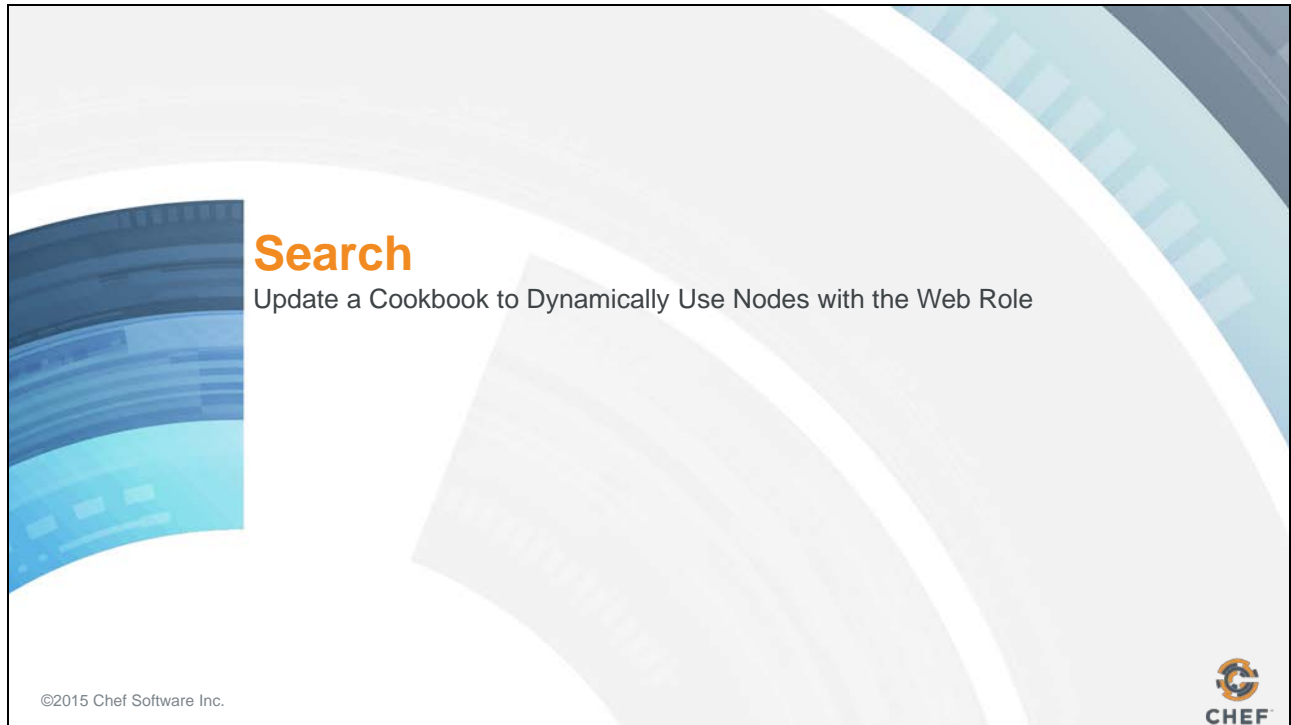 Search
Update a Cookbook to Dynamically Use Nodes with the Web Role
©2015 Chef Software Inc.
CHEF